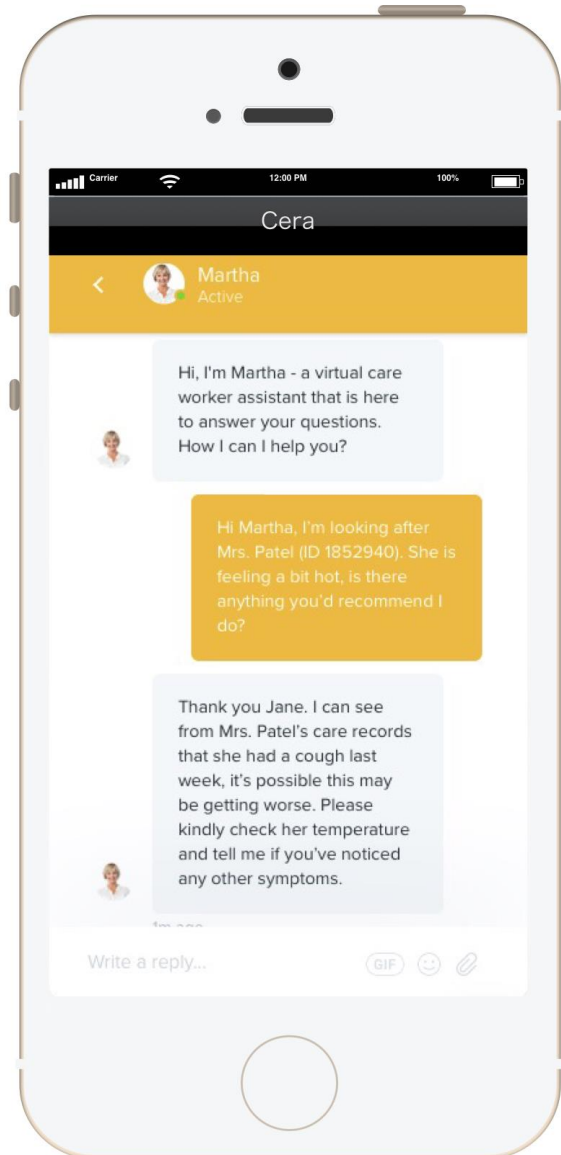 Carrier 12:00 PM 100%
Cera
Martha
Active
Hi, I'm Martha - a virtual care
worker assistant that is here
to answer your questions.
How I can I help you?
Hi Martha, I'm looking after
Mrs. Patel (ID 1852940). She is
feeling a bit hot, is there
anything you'd recommend I
do?
Thank you Jane. I can see
from Mrs. Patel's care records
that she had a cough last
week, it's possible this may
be getting worse. Please
kindly check her temperature
and tell me if you've noticed
any other symptoms.
1m ago
Write a reply...
GIF